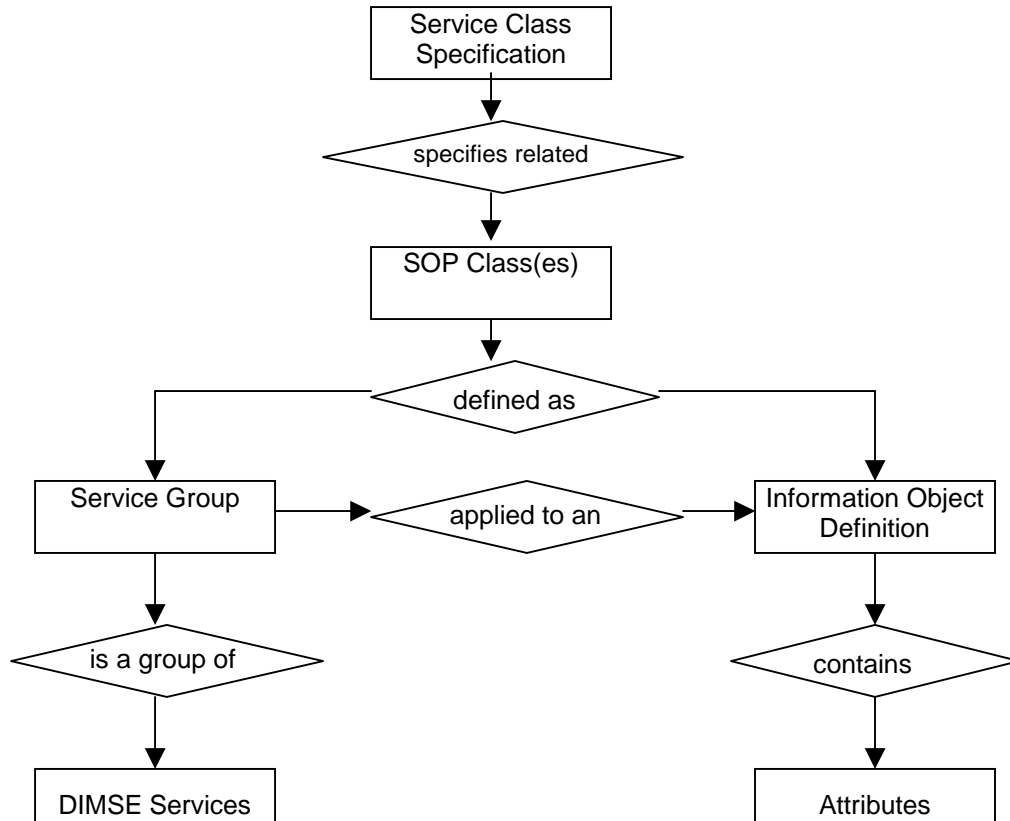 Service Class
Specification
specifies related
SOP Class(es)
defined as
Service Group
applied to an
Information Object
Definition
is a group of
contains
DIMSE Services
Attributes